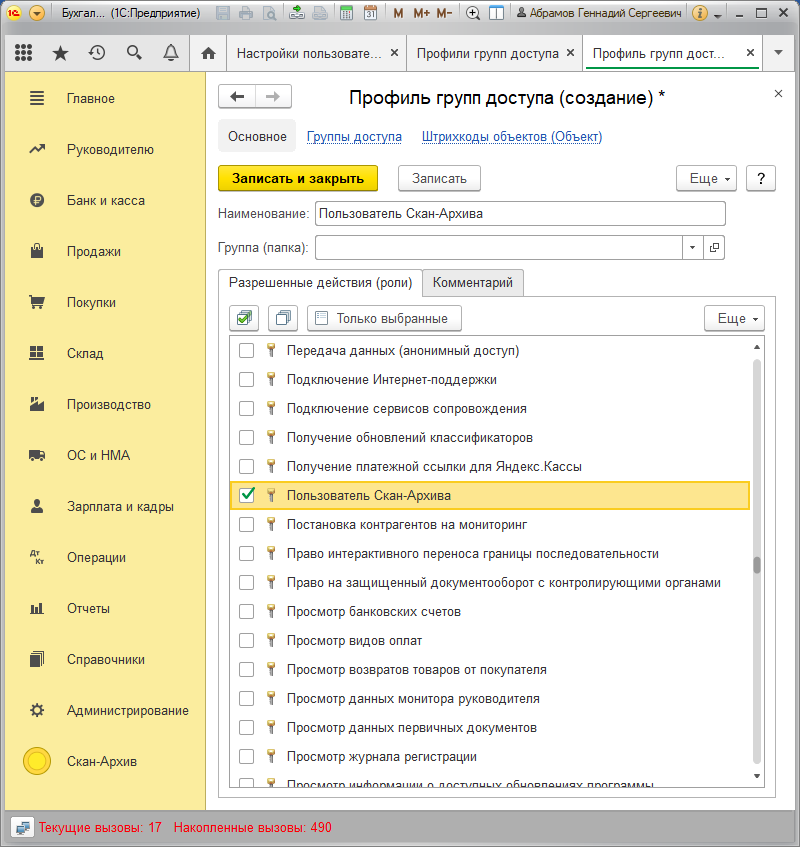 Бухгал... (1С:Предприятие) M M+ M- Абрамов Геннадий Сергеевич
Настройки пользовате... Профили групп доступа Профиль групп дост...
Главное
Руководителю
Банк и касса
Продажи
Покупки
Склад
Производство
ОС и НМА
Зарплата и кадры
Дт Кт Операции
Отчеты
Справочники
Администрирование
Скан-Архив
Профиль групп доступа (создание) *
Основное Группы доступа Штрихкоды объектов (Объект)
Записать и закрыть Записать Еще ?
Наименование: Пользователь Скан-Архива
Группа (папка):
Разрешенные действия (роли) Комментарий
Только выбранные Еще
Передача данных (анонимный доступ)
Подключение Интернет-поддержки
Подключение сервисов сопровождения
Получение обновлений классификаторов
Получение платежной ссылки для Яндекс.Кассы
Пользователь Скан-Архива
Постановка контрагентов на мониторинг
Право интерактивного переноса границы последовательности
Право на защищенный документооборот с контролирующими органами
Просмотр банковских счетов
Просмотр видов оплат
Просмотр возвратов товаров от покупателя
Просмотр данных монитора руководителя
Просмотр данных первичных документов
Просмотр журнала регистрации
Просмотр информации о доступных обновлениях программы
Текущие вызовы: 17 Накопленные вызовы: 490